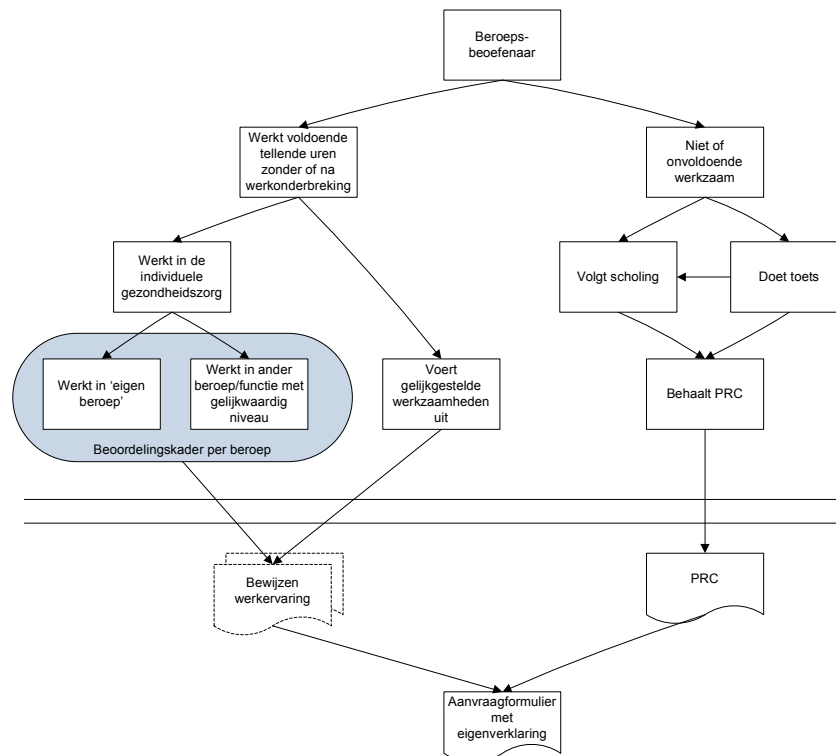 Beroeps-
beoefenaar
Werkt voldoende
tellende uren
zonder of na
werkonderbreking
Niet of
onvoldoende
werkzaam
Werkt in de
individuele
gezondheidszorg
Volgt scholing
Doet toets
Werkt in ‘eigen
beroep’
Werkt in ander
beroep/functie met
gelijkwaardig
niveau
Voert
gelijkgestelde
werkzaamheden
uit
Behaalt PRC
Beoordelingskader per beroep
Bewijzen
werkervaring
PRC
Aanvraagformulier
met
eigenverklaring